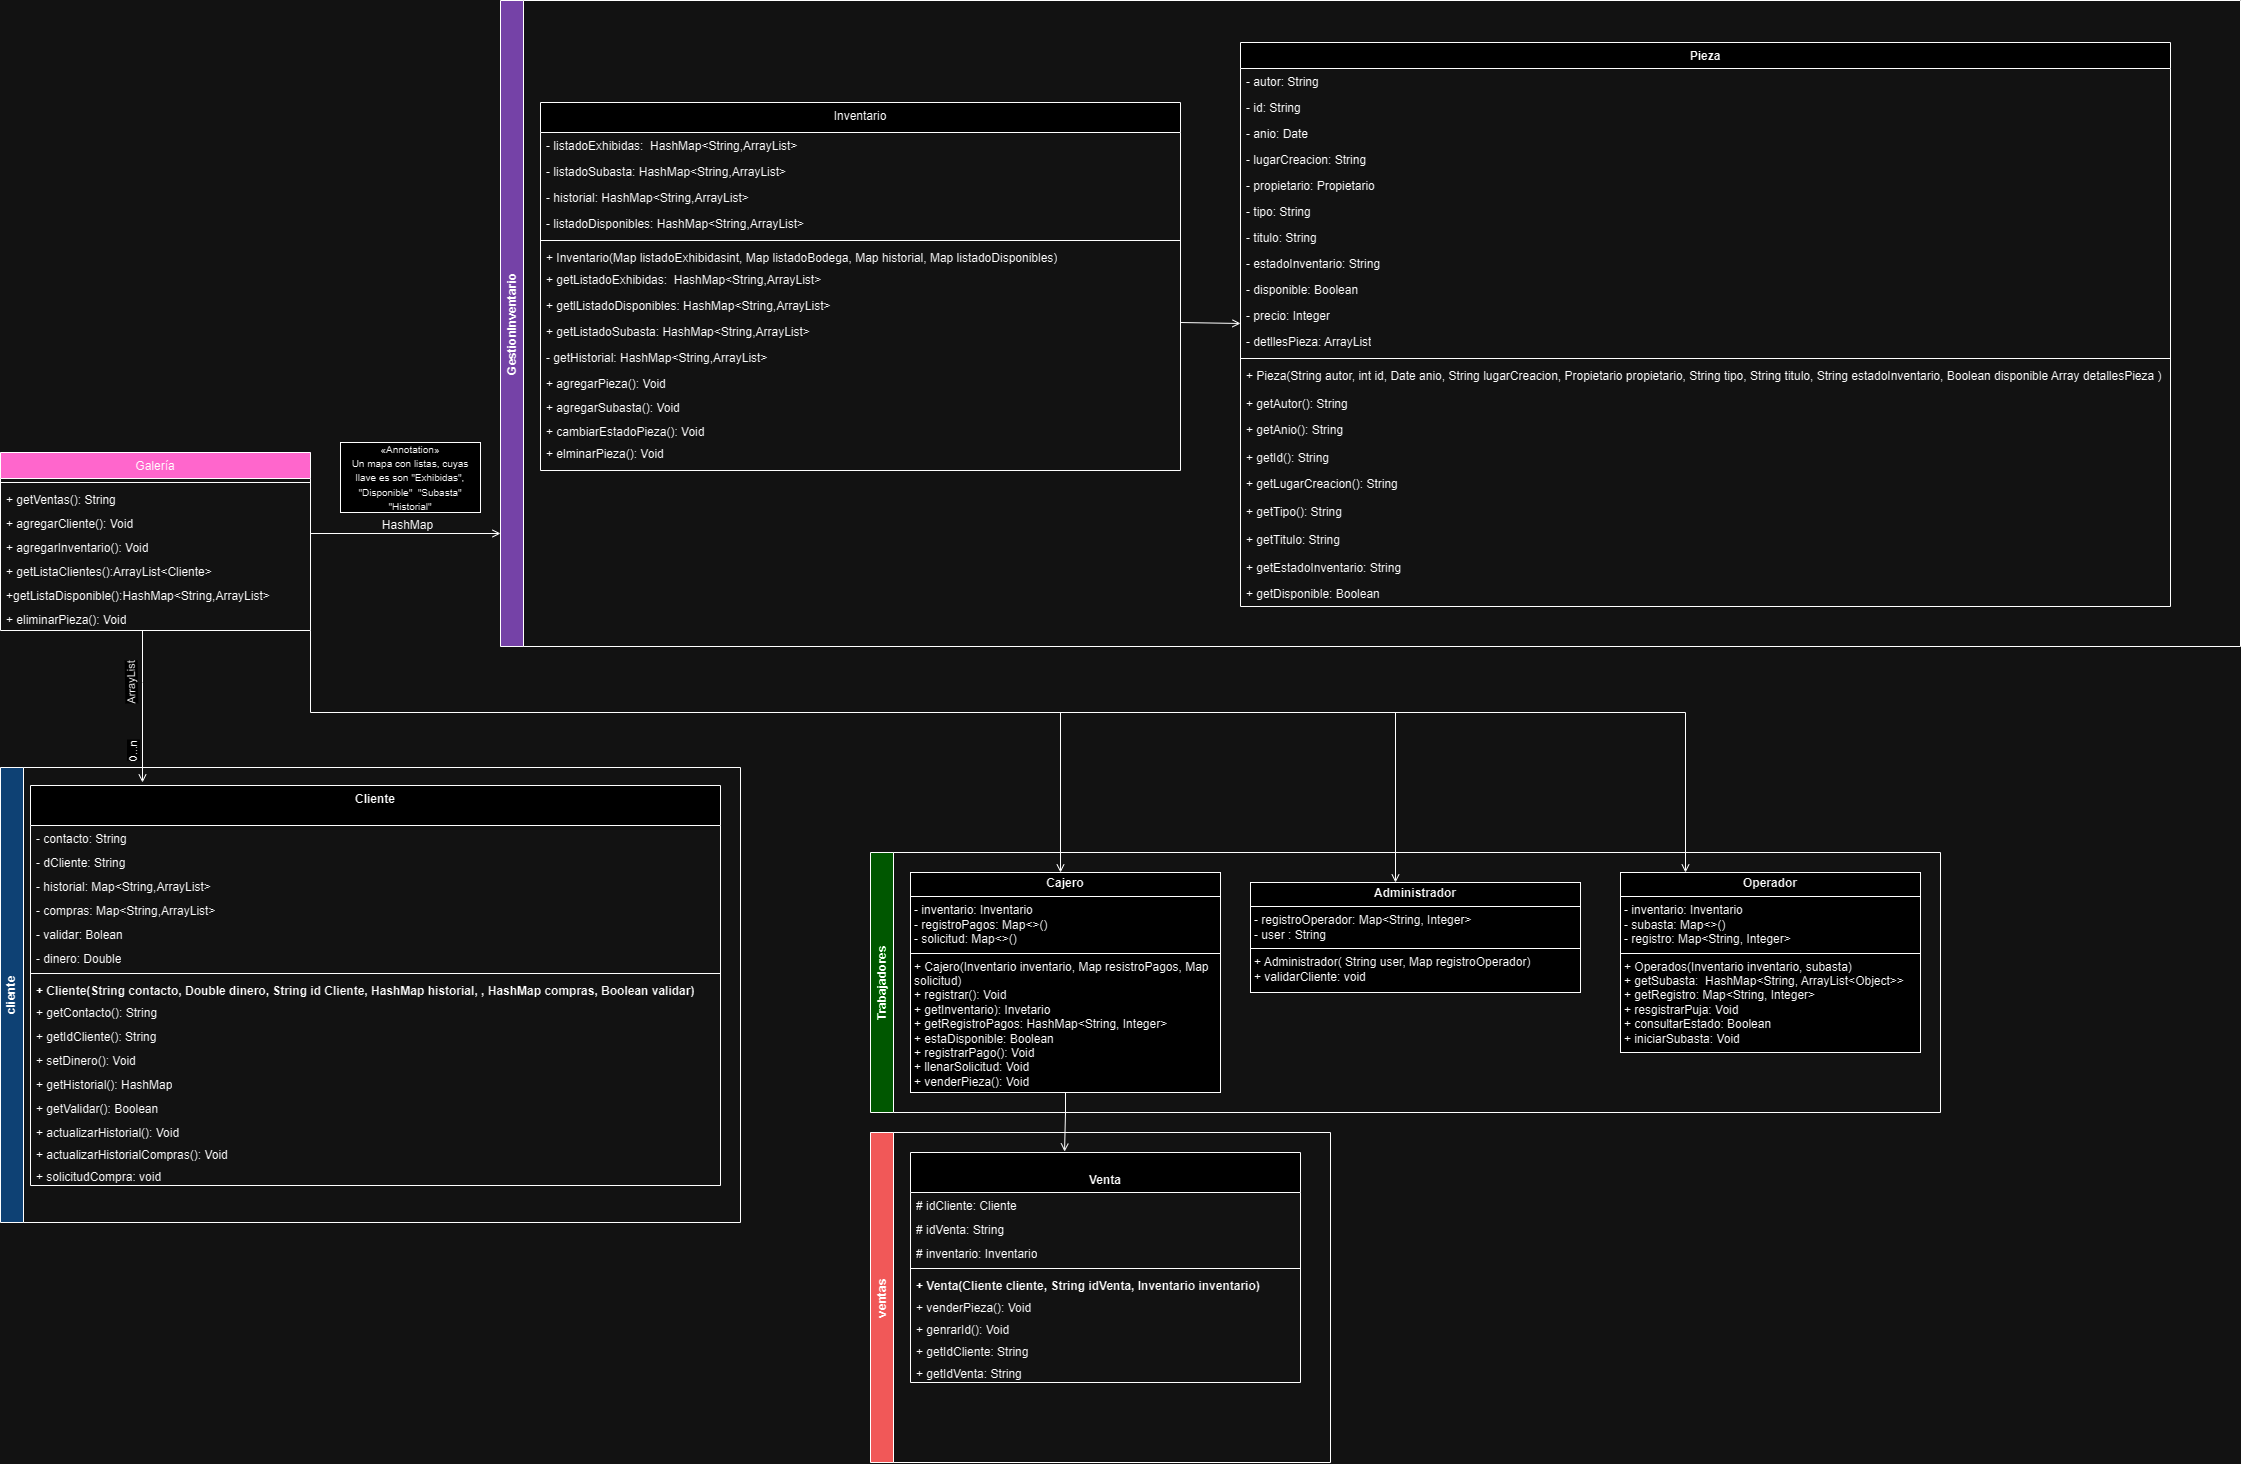 GestionInventario
Inventario
- listadoExhibidas:  HashMap<String,ArrayList>
- listadoSubasta: HashMap<String,ArrayList>
- historial: HashMap<String,ArrayList>
- listadoDisponibles: HashMap<String,ArrayList>
+ Inventario(Map listadoExhibidasint, Map listadoBodega, Map historial, Map listadoDisponibles)
+ getListadoExhibidas:  HashMap<String,ArrayList>
+ getlListadoDisponibles: HashMap<String,ArrayList>
+ getListadoSubasta: HashMap<String,ArrayList>
- getHistorial: HashMap<String,ArrayList>
+ agregarPieza(): Void
+ agregarSubasta(): Void
+ cambiarEstadoPieza(): Void
+ elminarPieza(): Void
Pieza
- autor: String
- id: String
- anio: Date
- lugarCreacion: String
- propietario: Propietario
- tipo: String
- titulo: String
- estadoInventario: String
- disponible: Boolean
- precio: Integer
- detllesPieza: ArrayList
+ Pieza(String autor, int id, Date anio, String lugarCreacion, Propietario propietario, String tipo, String titulo, String estadoInventario, Boolean disponible Array detallesPieza )
+ getAutor(): String
+ getAnio(): String
+ getId(): String
+ getLugarCreacion(): String
+ getTipo(): String
+ getTitulo: String
+ getEstadoInventario: String
+ getDisponible: Boolean
Galería
+ getVentas(): String
+ agregarCliente(): Void
+ agregarInventario(): Void
+ getListaClientes():ArrayList<Cliente>
+getListaDisponible():HashMap<String,ArrayList>
+ eliminarPieza(): Void
«Annotation»
Un mapa con listas, cuyas
llave es son "Exhibidas",
"Disponible"  "Subasta"
"Historial"
HashMap
ArrayList
0...n
cliente
Cliente
- contacto: String
- dCliente: String
- historial: Map<String,ArrayList>
- compras: Map<String,ArrayList>
- validar: Bolean
- dinero: Double
+ Cliente(String contacto, Double dinero, String id Cliente, HashMap historial, , HashMap compras, Boolean validar)
+ getContacto(): String
+ getIdCliente(): String
+ setDinero(): Void
+ getHistorial(): HashMap
+ getValidar(): Boolean
+ actualizarHistorial(): Void
+ actualizarHistorialCompras(): Void
+ solicitudCompra: void
Trabajadores
Cajero
- inventario: Inventario
- registroPagos: Map<>()
- solicitud: Map<>()
+ Cajero(Inventario inventario, Map resistroPagos, Map
solicitud)
+ registrar(): Void
+ getInventario): Invetario
+ getRegistroPagos: HashMap<String, Integer>
+ estaDisponible: Boolean
+ registrarPago(): Void
+ llenarSolicitud: Void
+ venderPieza(): Void
Administrador
- registroOperador: Map<String, Integer>
- user : String
+ Administrador( String user, Map registroOperador)
+ validarCliente: void
Operador
- inventario: Inventario
- subasta: Map<>()
- registro: Map<String, Integer>
+ Operados(Inventario inventario, subasta)
+ getSubasta:  HashMap<String, ArrayList<Object>>
+ getRegistro: Map<String, Integer>
+ resgistrarPuja: Void
+ consultarEstado: Boolean
+ iniciarSubasta: Void
ventas
Venta
# idCliente: Cliente
# idVenta: String
# inventario: Inventario
+ Venta(Cliente cliente, String idVenta, Inventario inventario)
+ venderPieza(): Void
+ genrarId(): Void
+ getIdCliente: String
+ getIdVenta: String